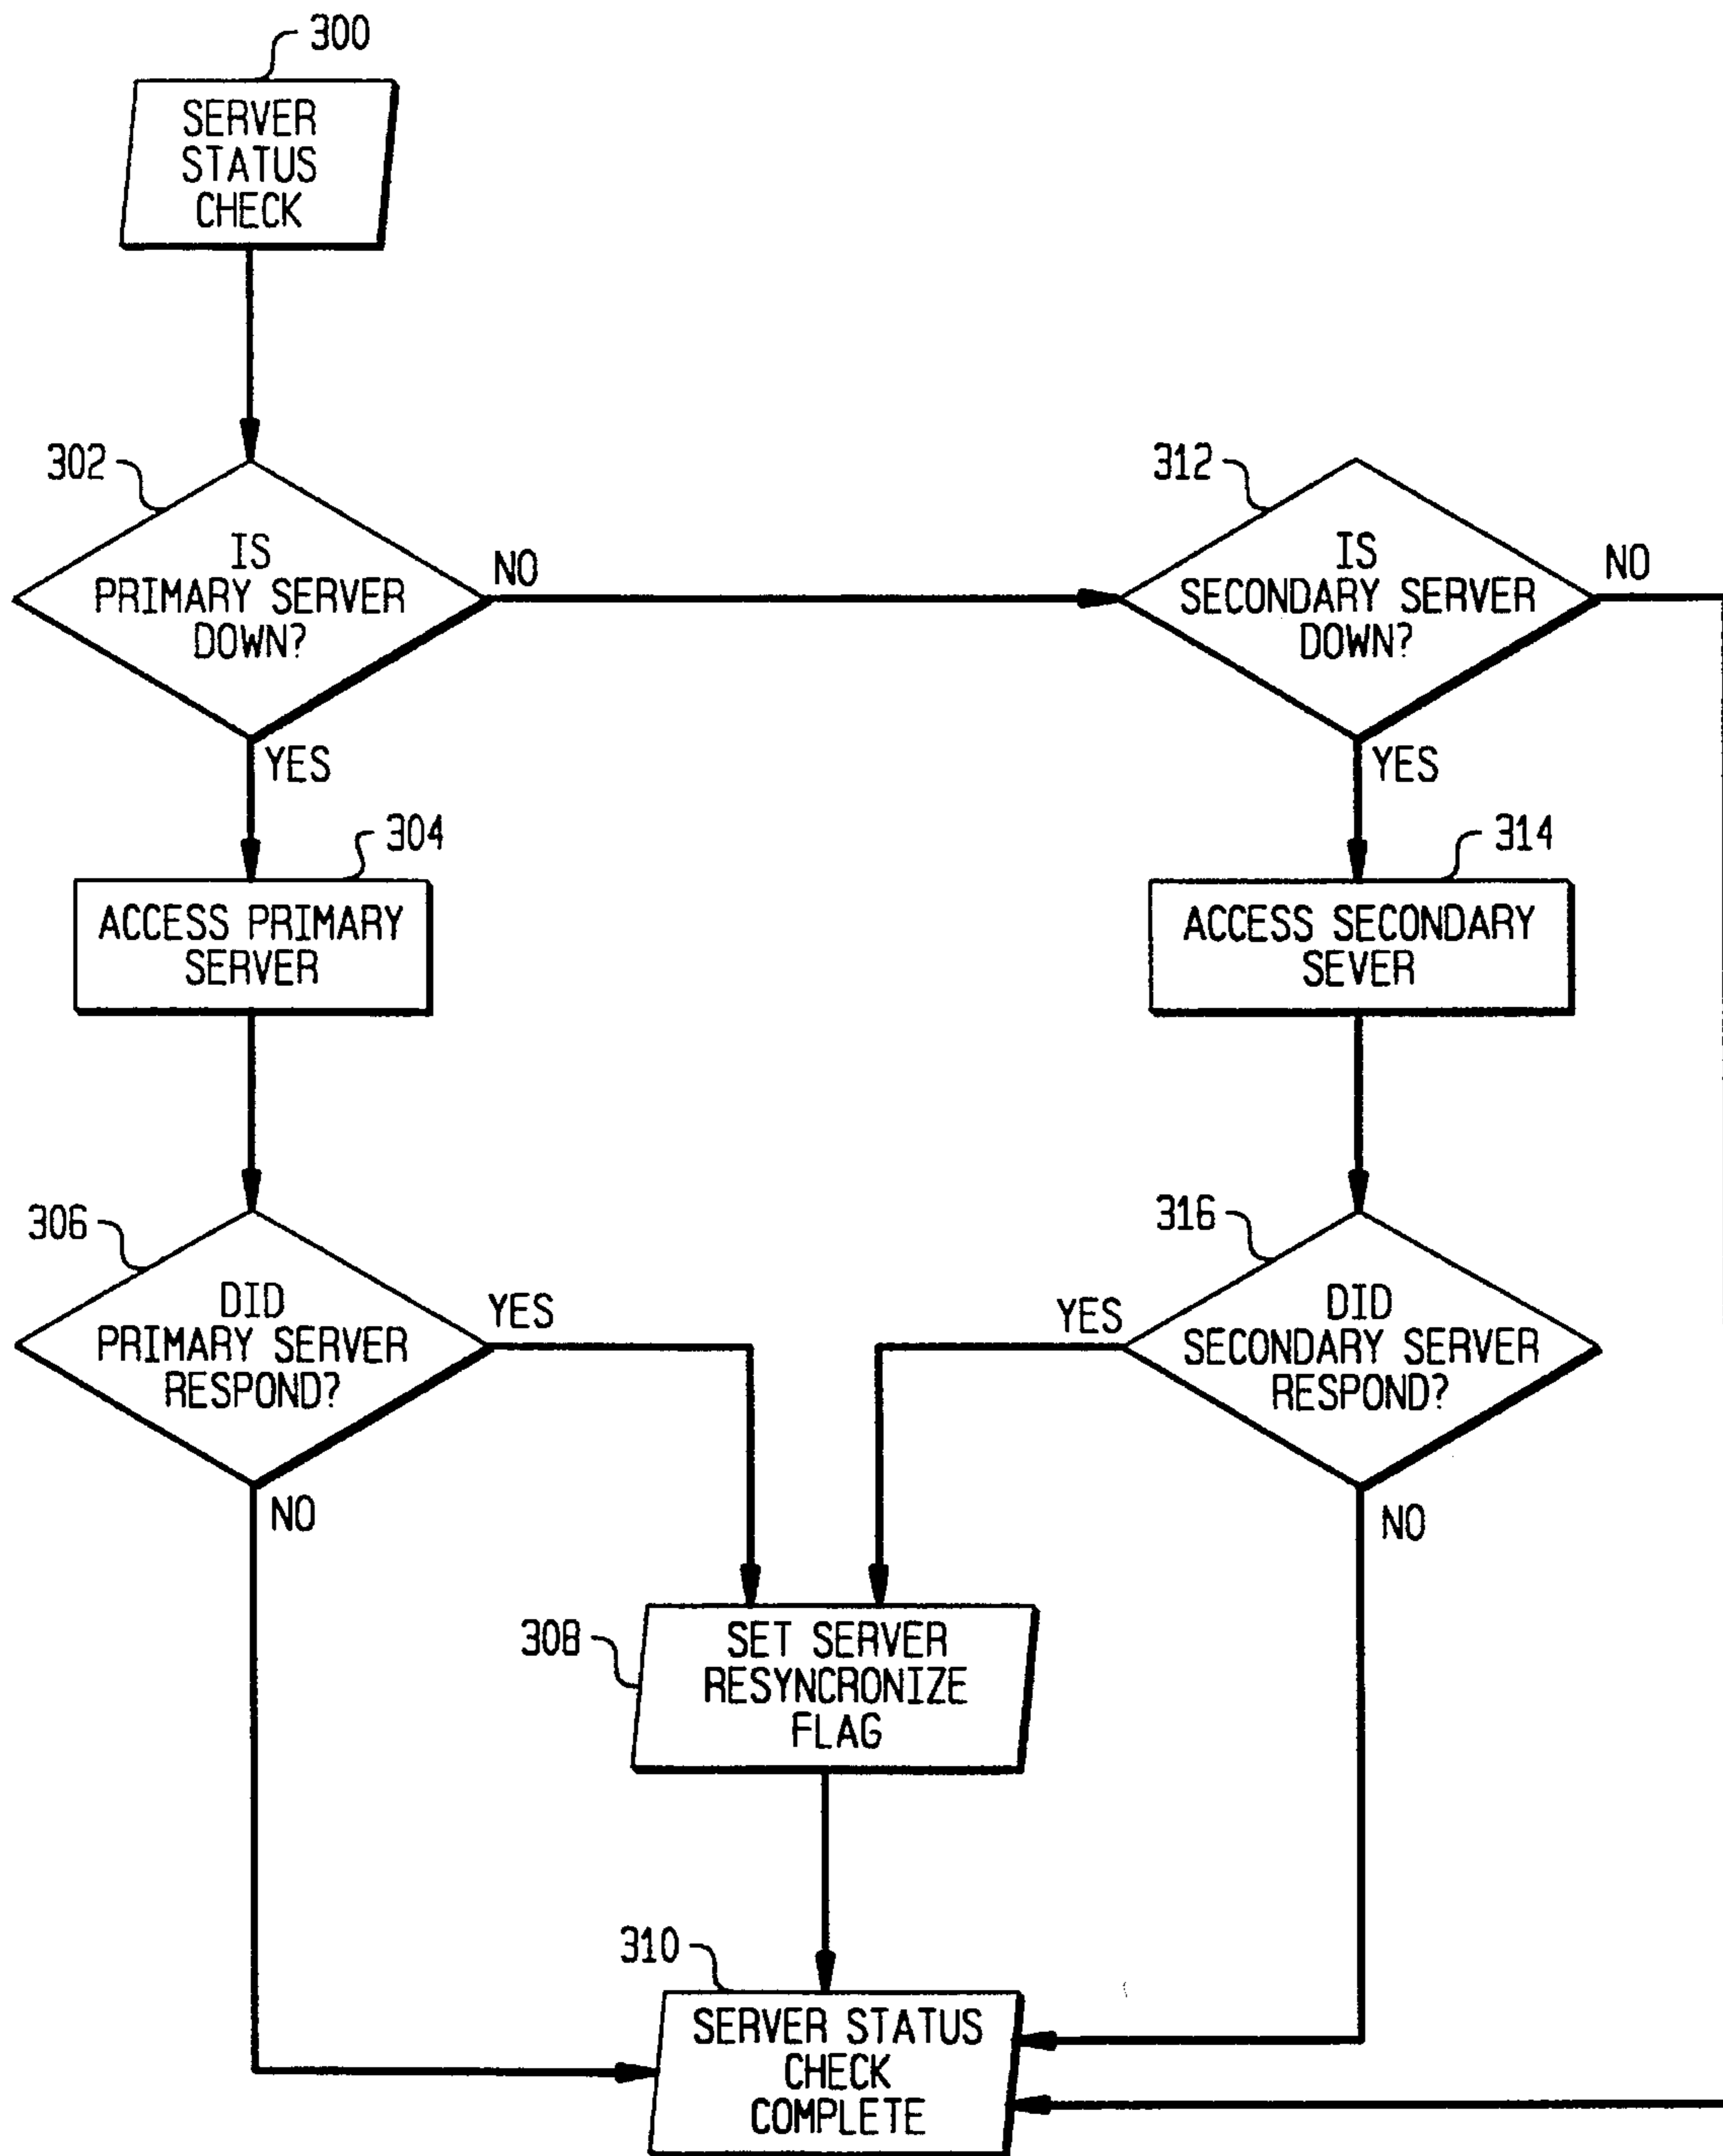 300
SERVER
STATUS
CHECK
302
IS
PRIMARY SERVER
DOWN?
NO
YES
312
IS
SECONDARY SERVER
DOWN?
NO
YES
304
ACCESS PRIMARY
SERVER
314
ACCESS SECONDARY
SEVER
306
DID
PRIMARY SERVER
RESPOND?
YES
NO
316
DID
SECONDARY SERVER
RESPOND?
YES
NO
308
SET SERVER
RESYNCRONIZE
FLAG
310
SERVER STATUS
CHECK
COMPLETE